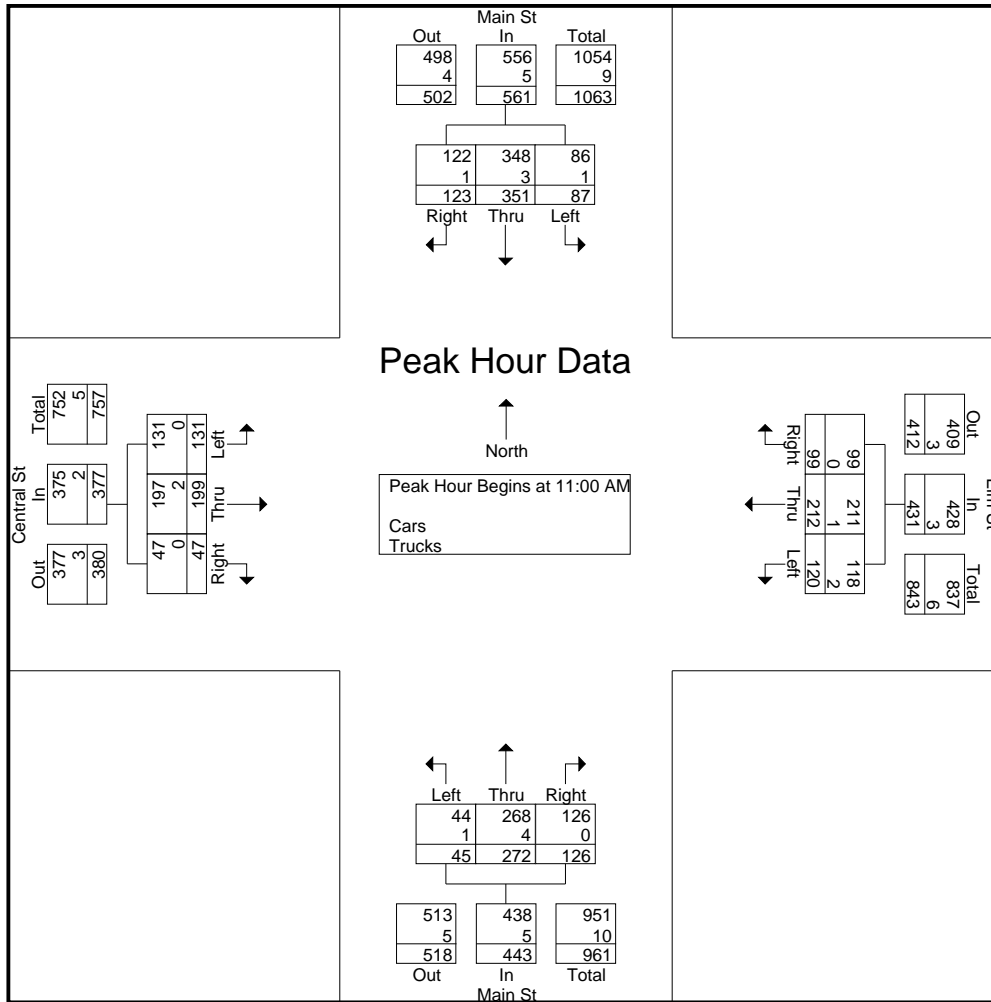 Main St
Out In Total
498 556 1054
4 5 9
502 561 1063
122 348 86
1 3 1
123 351 87
Right Thru Left
Peak Hour Data
North
Peak Hour Begins at 11:00 AM
Cars
Trucks
Central St
Total In Out
752 375 377
5 2 3
757 377 380
131 197 47
0 2 0
131 199 47
Left Thru Right
Out In Total
409 428 837
3 3 6
412 431 843
99 211 118
0 1 2
99 212 120
Right Thru Left
Left Thru Right
44 268 126
1 4 0
45 272 126
513 438 951
5 5 10
518 443 961
Out In Total
Main St